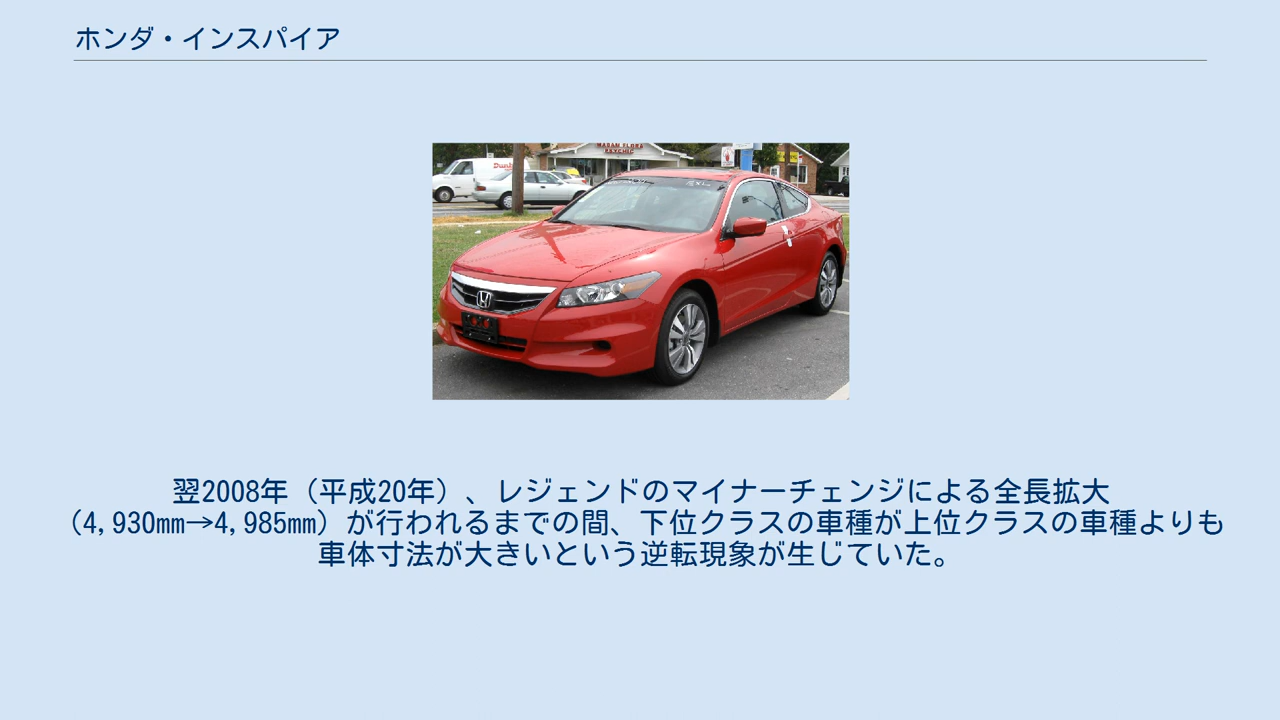 ホンダ・インスパイア
MADAM FLORA
PSYCHIC
翌2008年（平成20年）、レジェンドのマイナーチェンジによる全長拡大
（4,930mm→4,985mm）が行われるまでの間、下位クラスの車種が上位クラスの車種よりも
車体寸法が大きいという逆転現象が生じていた。